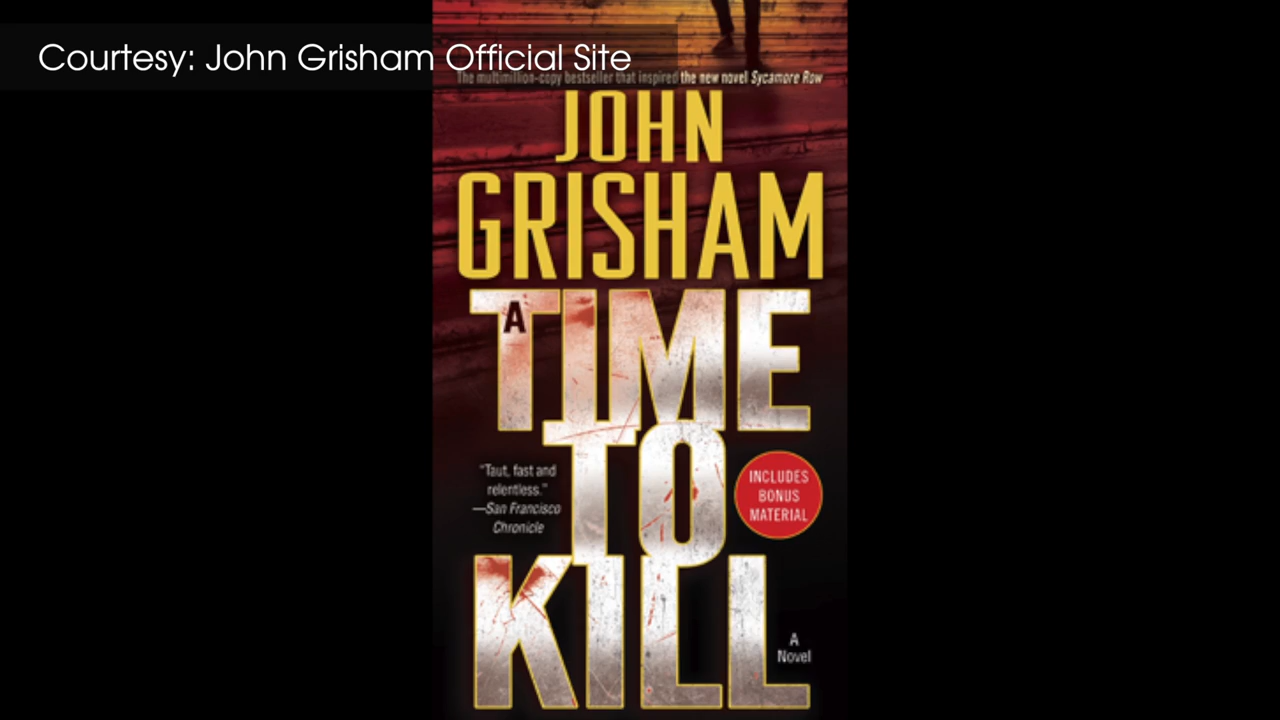 Courtesy: John Grisham Official Site
The multimillion-copy bestseller that inspired the new novel Sycamore Row
JOHN
GRISHAM
A
TIME
TO
"Taut, fast and
relentless."
—San Francisco
Chronicle
INCLUDES
BONUS
MATERIAL
KILL
A
Novel